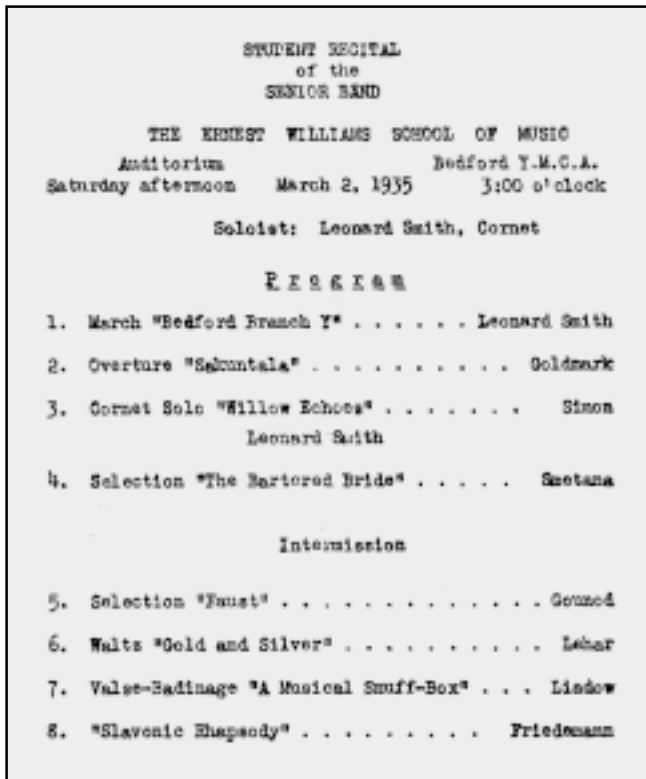 STUDENT RECITAL
of the
SENIOR BAND
THE ERNEST WILLIAMS SCHOOL OF MUSIC
Auditorium Bedford Y.M.C.A.
Saturday afternoon March 2, 1935 3:00 o'clock
Soloist: Leonard Smith, Cornet
Program
1. March "Bedford Branch Y" . . . . . . Leonard Smith
2. Overture "Sakuntala" . . . . . . . . . . Goldmark
3. Cornet Solo "Willow Echoes" . . . . . . . Simon
Leonard Smith
4. Selection "The Bartered Bride" . . . . . Smetana
Intermission
5. Selection "Faust" . . . . . . . . . . . . . . Gounod
6. Waltz "Gold and Silver" . . . . . . . . . . Lehar
7. Valse-Badinage "A Musical Snuff-Box" . . . Liadow
8. "Slavonic Rhapsody" . . . . . . . . . Friedemann